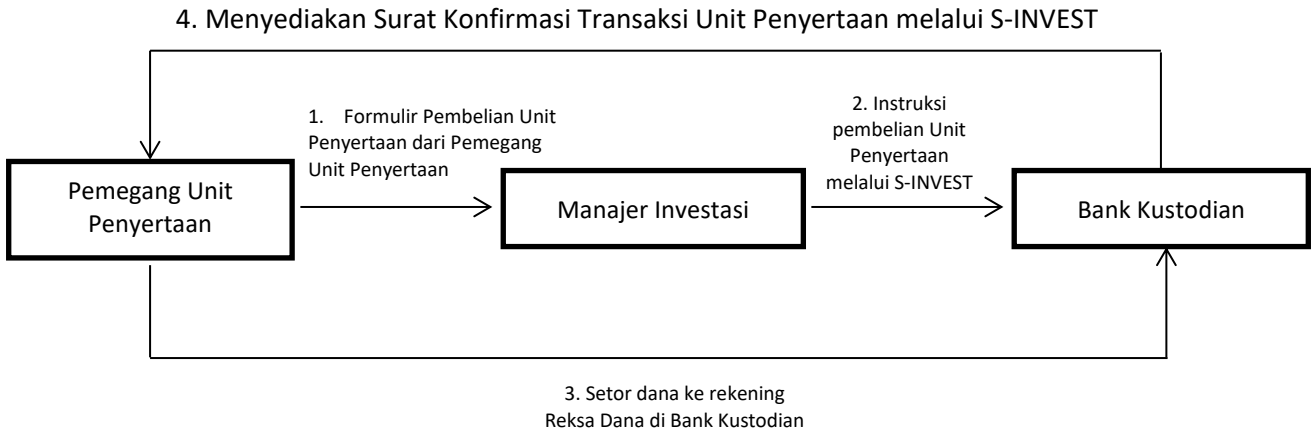 4. Menyediakan Surat Konfirmasi Transaksi Unit Penyertaan melalui S-INVEST
1. Formulir Pembelian Unit
Penyertaan dari Pemegang
Unit Penyertaan
2. Instruksi
pembelian Unit
Penyertaan
melalui S-INVEST
Pemegang Unit
Penyertaan
Manajer Investasi
Bank Kustodian
3. Setor dana ke rekening
Reksa Dana di Bank Kustodian